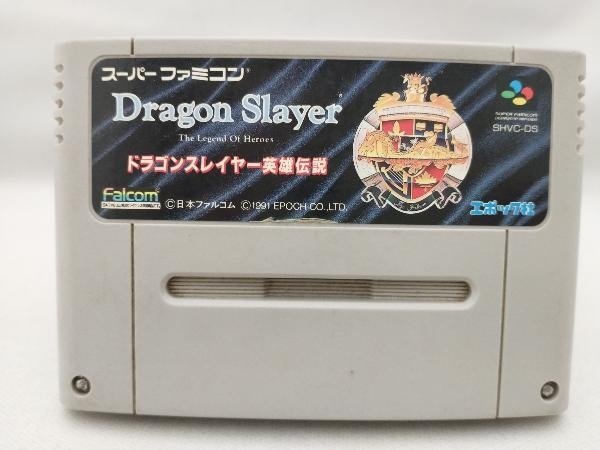 スーパーファミコン
Dragon Slayer
The Legend Of Heroes
ドラゴンスレイヤー英雄伝説
Falcom
©日本ファルコム ©1991 EPOCH CO., LTD.
SUPER FAMICOM
SHVC-DS
エポック社